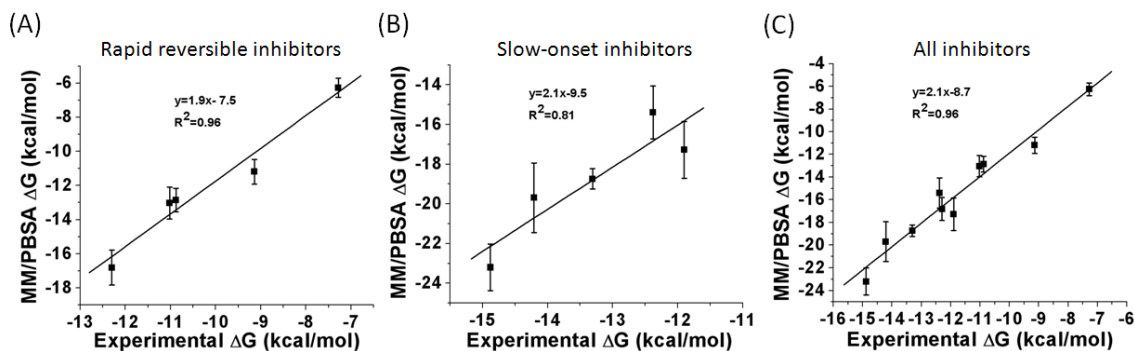 (A)
Rapid reversible inhibitors
y=1.9x- 7.5
R²=0.96
MM/PBSA ΔG (kcal/mol)
-6
-8
-10
-12
-14
-16
-18
-13 -12 -11 -10 -9 -8 -7
Experimental ΔG (kcal/mol)
(B)
Slow-onset inhibitors
y=2.1x-9.5
R²=0.81
MM/PBSA ΔG (kcal/mol)
-14
-16
-18
-20
-22
-24
-15 -14 -13 -12 -11
Experimental ΔG (kcal/mol)
(C)
All inhibitors
y=2.1x-8.7
R²=0.96
MM/PBSA ΔG (kcal/mol)
-4
-6
-8
-10
-12
-14
-16
-18
-20
-22
-24
-26
-16 -15 -14 -13 -12 -11 -10 -9 -8 -7 -6
Experimental ΔG (kcal/mol)